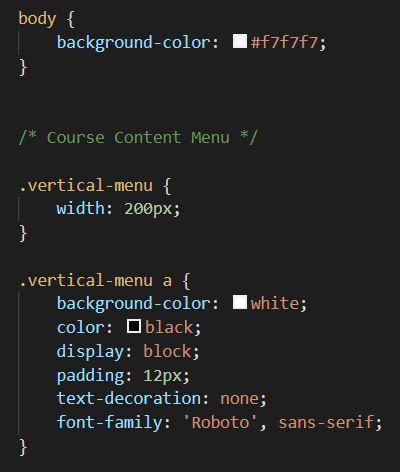 body {
    background-color: #f7f7f7;
}
/* Course Content Menu */
.vertical-menu {
    width: 200px;
}
.vertical-menu a {
    background-color: white;
    color: black;
    display: block;
    padding: 12px;
    text-decoration: none;
    font-family: 'Roboto', sans-serif;
}